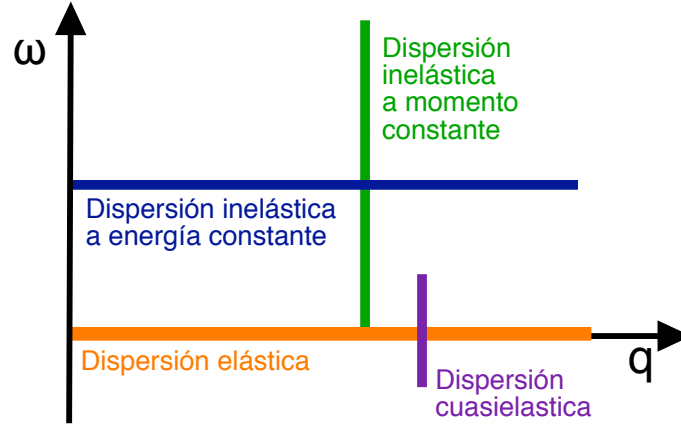 ω
Dispersión
inelástica
a momento
constante
Dispersión inelástica
a energía constante
Dispersión elástica
q
Dispersión
cuasielastica